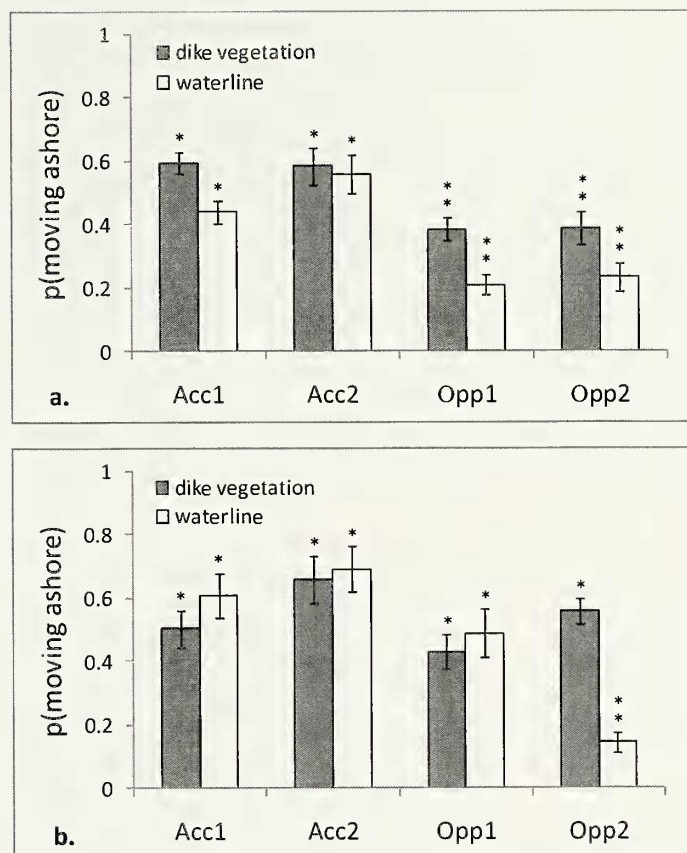 p(moving ashore)
1
0.8
0.6
0.4
0.2
0
dike vegetation
waterline
*
*
*
*
**
**
**
**
Acc1 Acc2 Opp1 Opp2
a.
p(moving ashore)
1
0.8
0.6
0.4
0.2
0
dike vegetation
waterline
*
*
*
*
*
*
*
**
Acc1 Acc2 Opp1 Opp2
b.